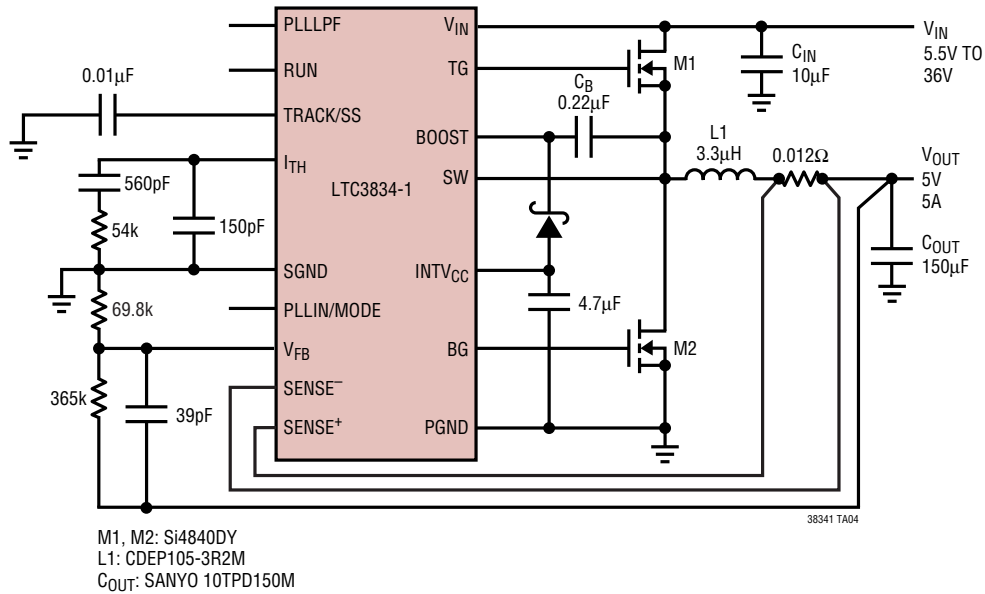 PLLLPF
RUN
0.01μF
TRACK/SS
ITH
560pF
54k
150pF
SGND
69.8k
PLLIN/MODE
VFB
365k
39pF
SENSE–
SENSE+
LTC3834-1
VIN
TG
BOOST
SW
INTVCC
BG
PGND
M1
CB
0.22μF
4.7μF
M2
L1
3.3μH
0.012Ω
CIN
10μF
VIN
5.5V TO
36V
VOUT
5V
5A
COUT
150μF
38341 TA04
M1, M2: Si4840DY
L1: CDEP105-3R2M
COUT: SANYO 10TPD150M